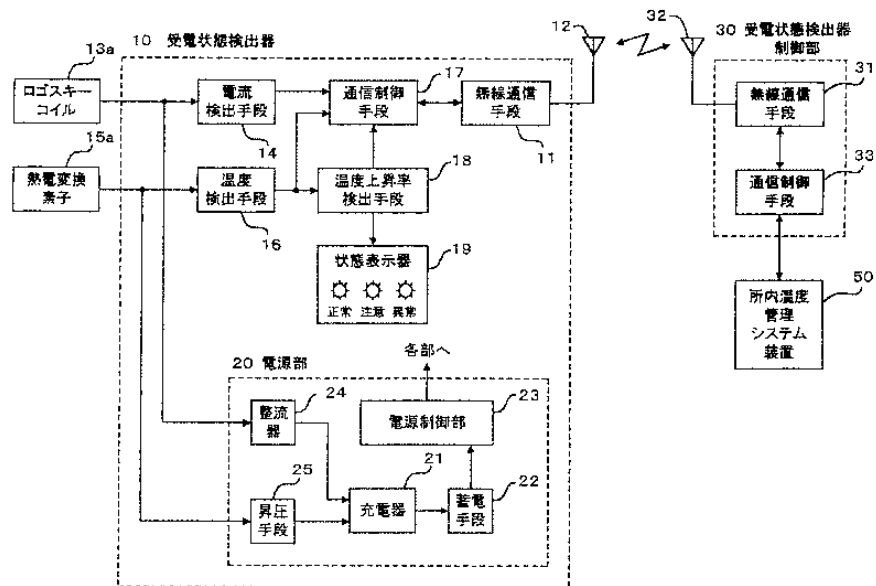 13a
ロゴスキー
コイル
15a
熱電変換
素子
10 受電状態検出器
電流
検出手段
14
温度
検出手段
16
通信制御
手段
17
無線通信
手段
11
12
温度上昇率
検出手段
18
状態表示器
正常 注意 異常
19
20 電源部
各部へ
整流
器
24
電源制御部
23
昇圧
手段
25
充電器
21
蓄電
手段
22
32
30 受電状態検出器
制御部
無線通信
手段
31
通信制御
手段
33
所内温度
管理
システム
装置
50